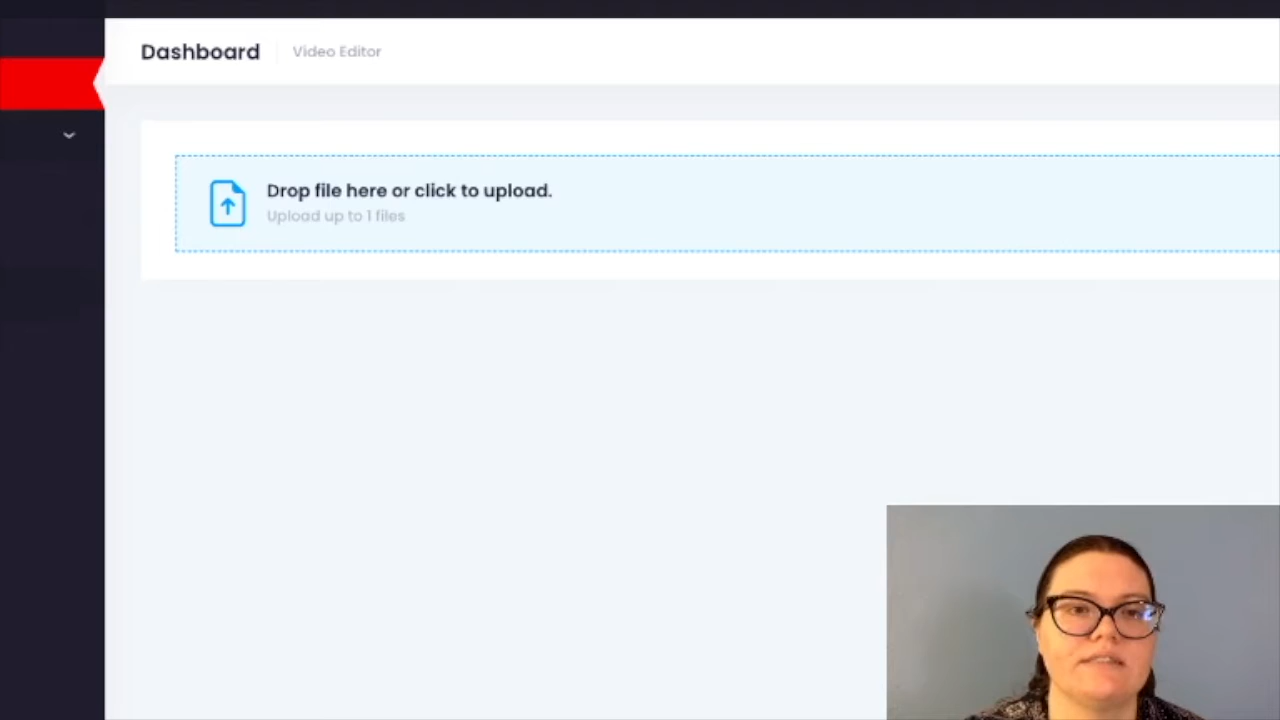 Dashboard
Video Editor
Drop file here or click to upload.
Upload up to 1 files